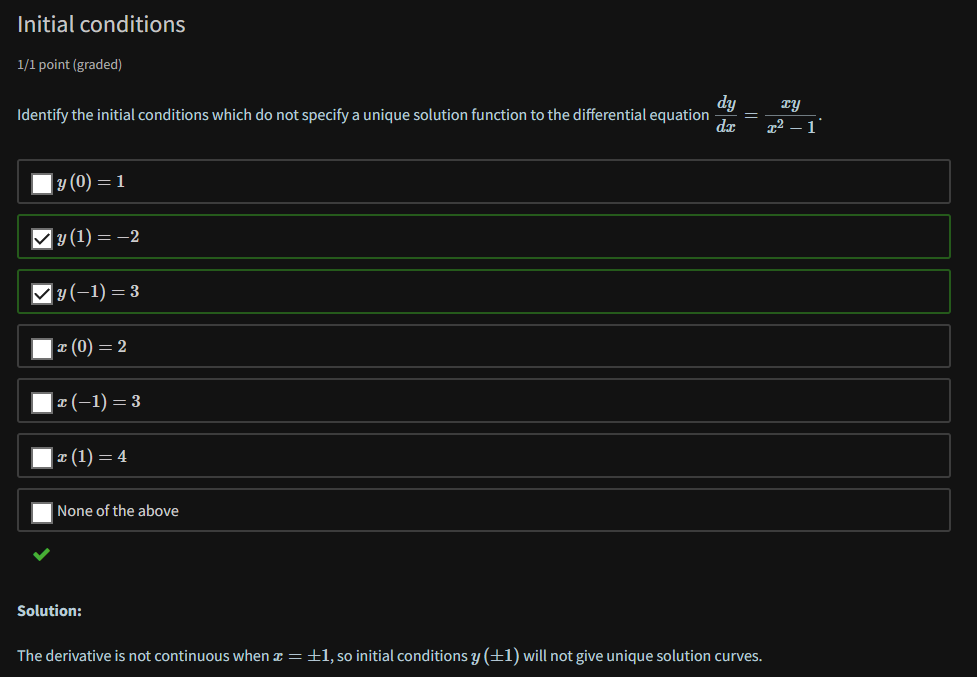 Initial conditions
1/1 point (graded)
Identify the initial conditions which do not specify a unique solution function to the differential equation dy/dx = xy/(x² − 1).
y (0) = 1
y (1) = −2
y (−1) = 3
x (0) = 2
x (−1) = 3
x (1) = 4
None of the above
Solution:
The derivative is not continuous when x = ±1, so initial conditions y (±1) will not give unique solution curves.